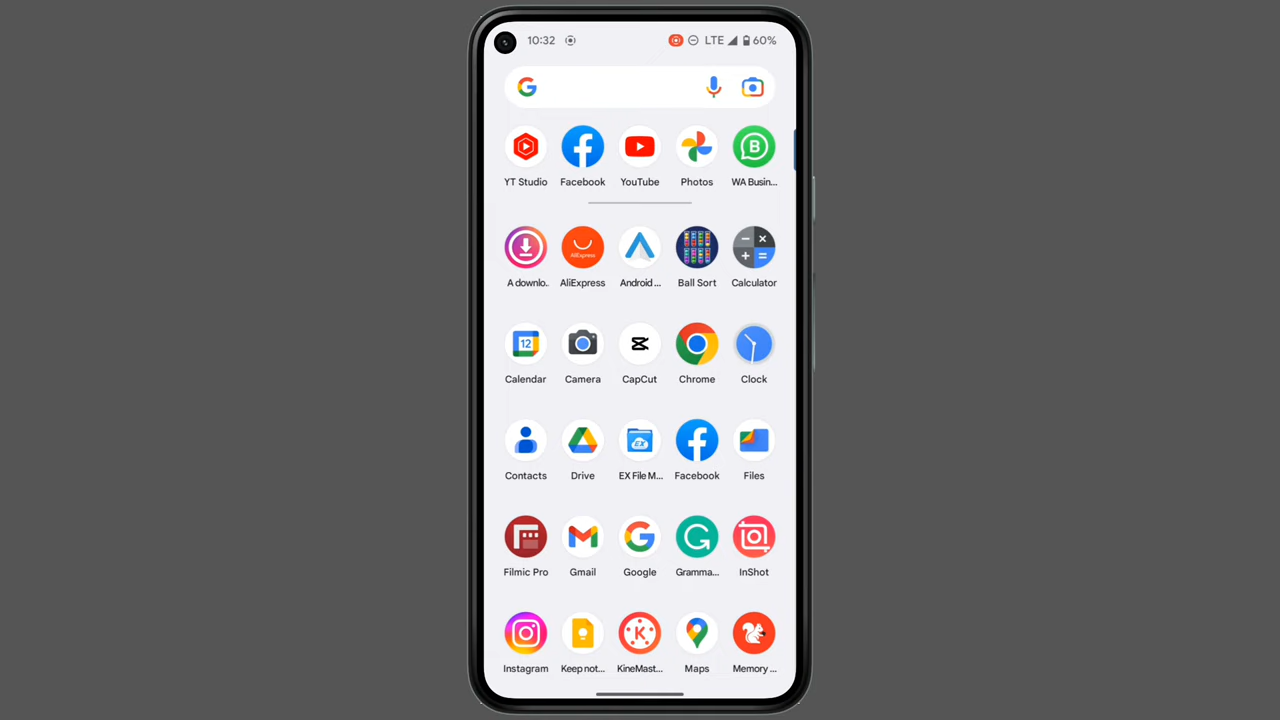 10:32 LTE 60%
YT Studio Facebook YouTube Photos WA Busin...
A downlo.. AliExpress Android ... Ball Sort Calculator
Calendar Camera CapCut Chrome Clock
Contacts Drive EX File M... Facebook Files
Filmic Pro Gmail Google Gramma... InShot
Instagram Keep not... KineMast... Maps Memory ...